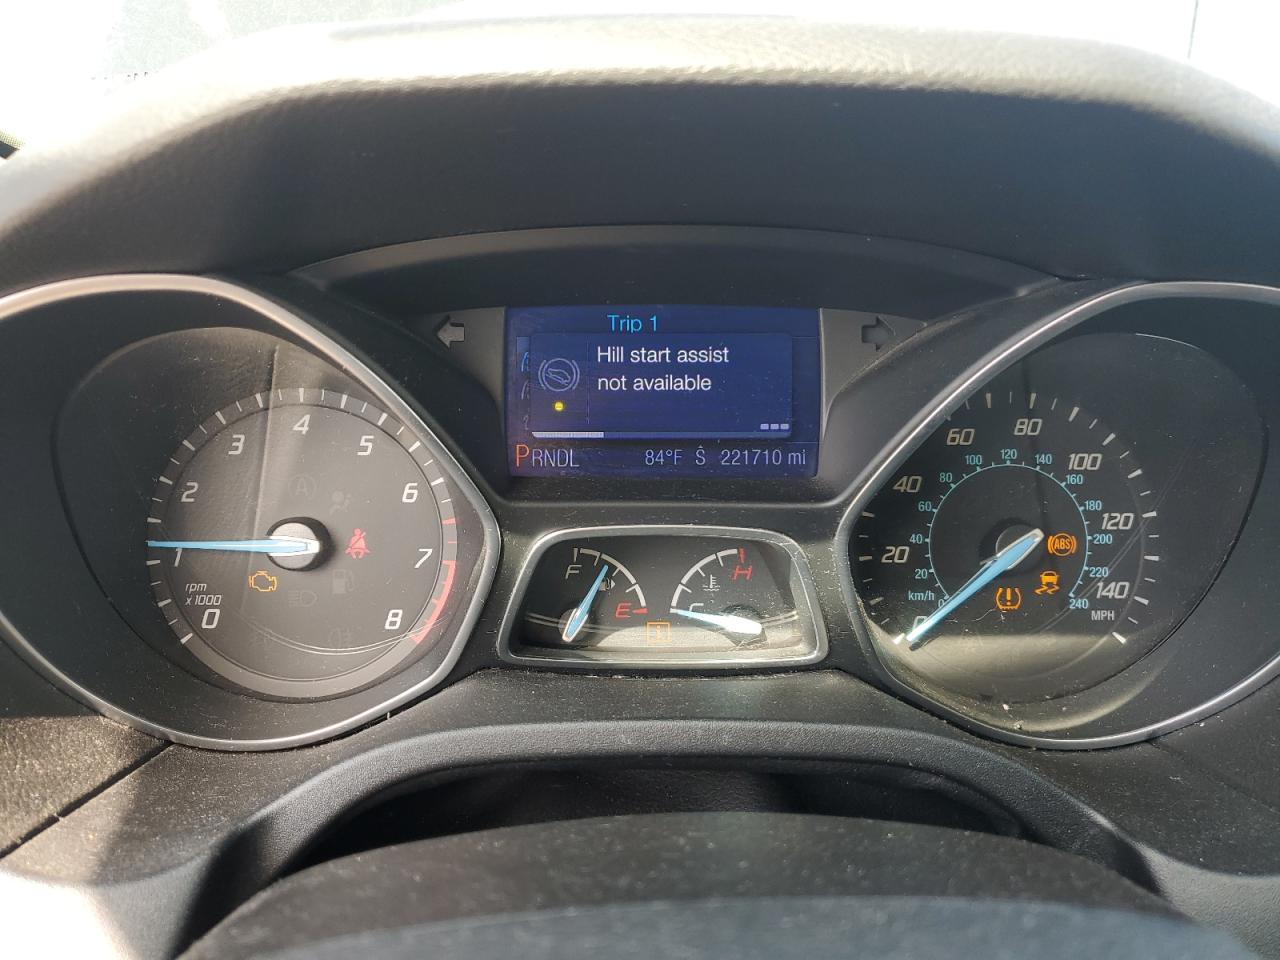 Trip 1
Hill start assist
not available
PRNDL 84°F S 221710 mi
0 1 2 3 4 5 6 7 8
rpm
x1000
A
F E
H C
0 20 40 60 80 100 120 140
MPH
km/h 0 20 40 60 80 100 120 140 160 180 200 220 240
ABS